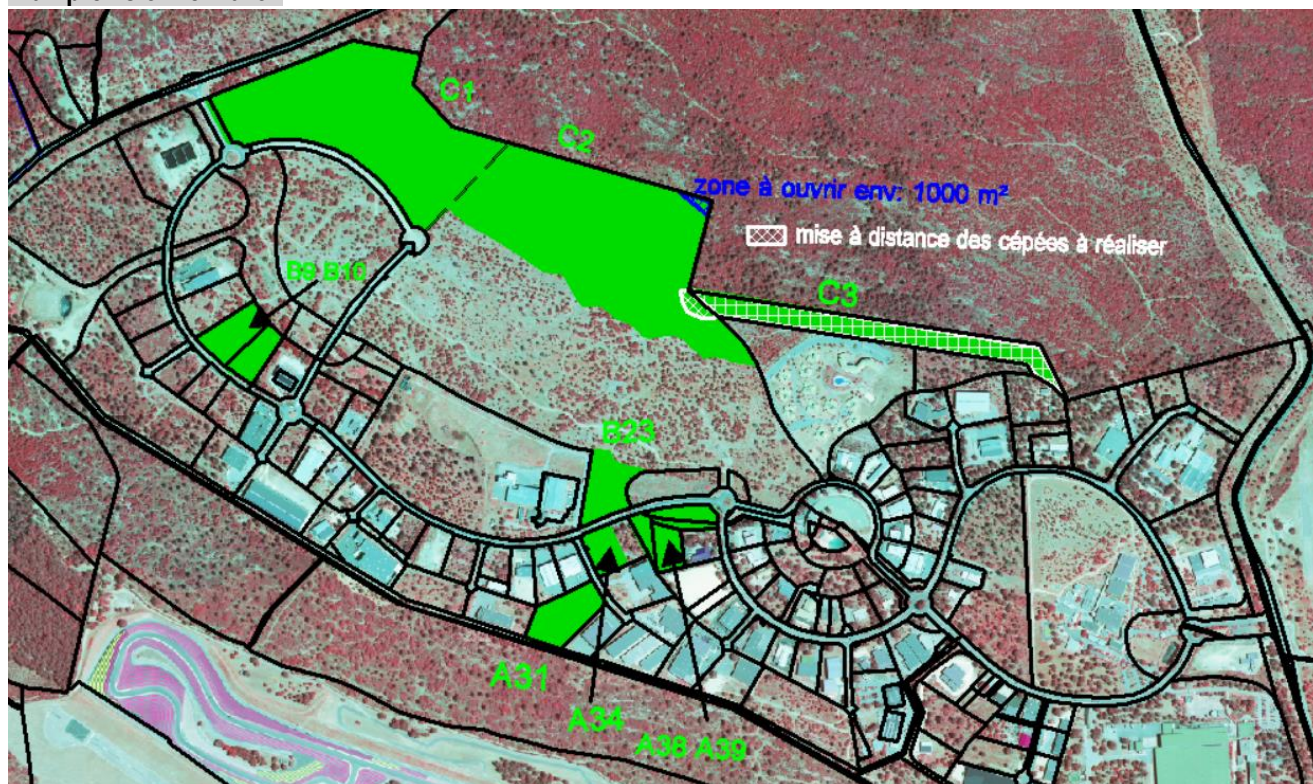 C1
C2
zone à ouvrir env: 1000 m²
mise à distance des cépées à réaliser
B9 B10
C3
B23
A31
A34
A38 A39